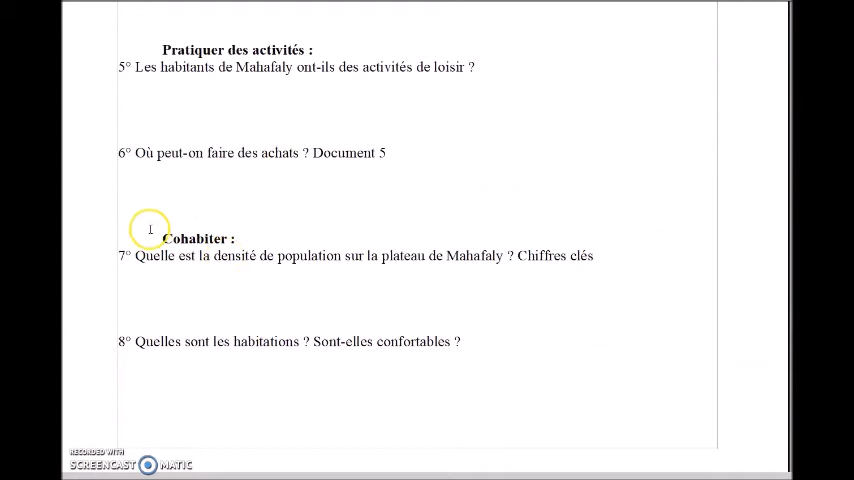 Pratiquer des activités :
5° Les habitants de Mahafaly ont-ils des activités de loisir ?
6° Où peut-on faire des achats ? Document 5
Cohabiter :
7° Quelle est la densité de population sur la plateau de Mahafaly ? Chiffres clés
8° Quelles sont les habitations ? Sont-elles confortables ?
RECORDED WITH
SCREENCAST MATIC